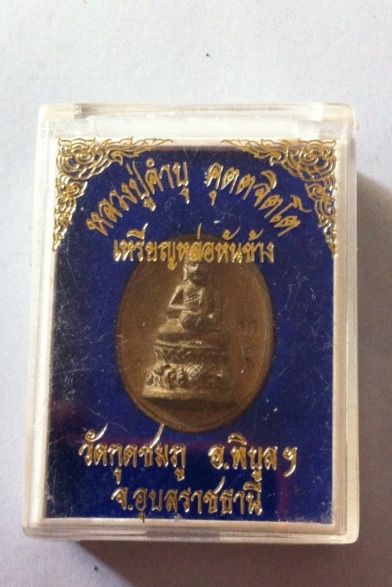 หลวงปู่คำบุ คุตตจิตโต
เหรียญหล่อหันข้าง
วัดกุดชมภู อ.พิบูลฯ
จ.อุบลราชธานี